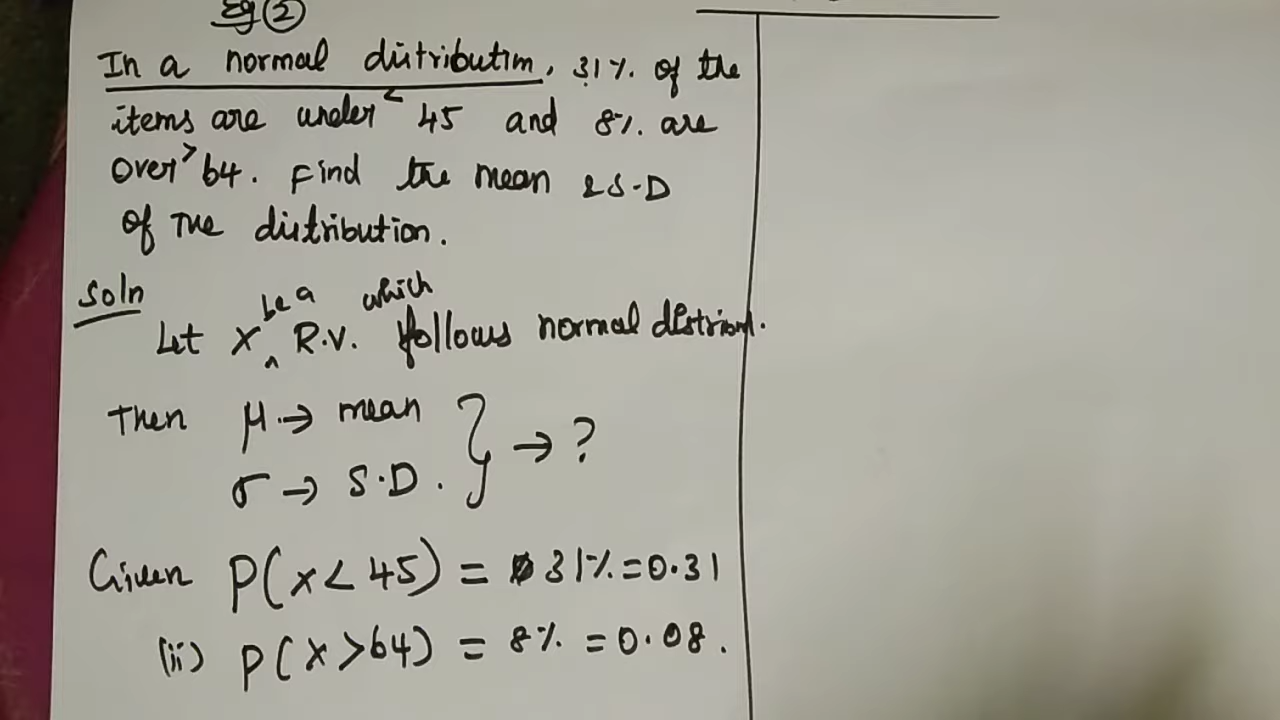 Eg ②
In a normal distribution, 31% of the
items are under < 45 and 8% are
over > 64. Find the mean & S.D
of the distribution.
Soln
Let X be a R.V. which follows normal distriont.
Then μ → mean
σ → S.D. } → ?
Given P(X < 45) = 31% = 0.31
(ii) P(X > 64) = 8% = 0.08.